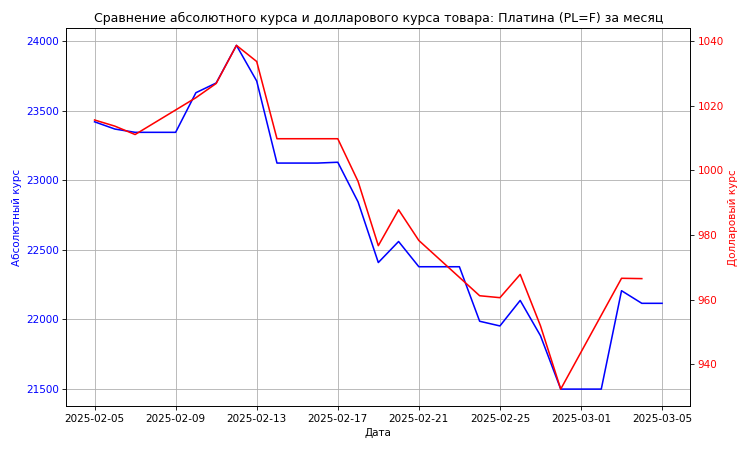 Сравнение абсолютного курса и долларового курса товара: Платина (PL=F) за месяц
24000
23500
23000
22500
22000
21500
Абсолютный курс
1040
1020
1000
980
960
940
Долларовый курс
2025-02-05 2025-02-09 2025-02-13 2025-02-17 2025-02-21 2025-02-25 2025-03-01 2025-03-05
Дата